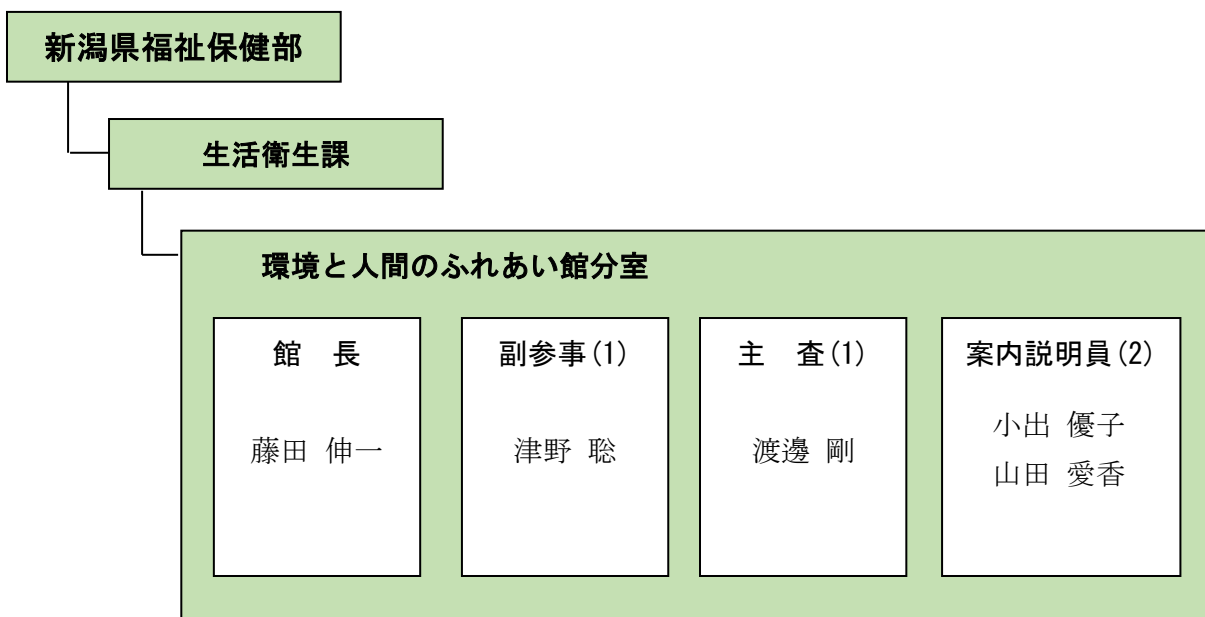 新潟県福祉保健部
生活衛生課
環境と人間のふれあい館分室
館　長
藤田 伸一
副参事(1)
津野 聡
主　査(1)
渡邊 剛
案内説明員(2)
小出 優子
山田 愛香